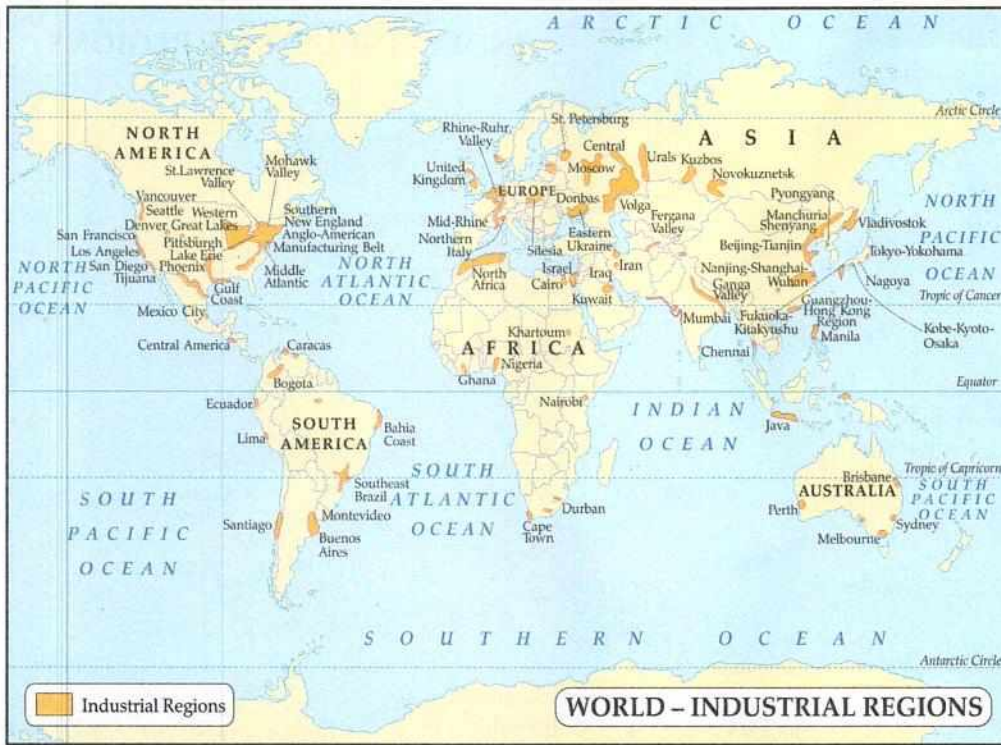 ARCTIC OCEAN
Arctic Circle
NORTH
AMERICA
St.Lawrence
Valley
Mohawk
Valley
Vancouver
Seattle
Western
Great Lakes
Denver
Southern
New England
Anglo-American
Manufacturing Belt
San Francisco
Pittsburgh
Lake Erie
Los Angeles
San Diego
Phoenix
Tijuana
Middle
Atlantic
Gulf
Coast
Mexico City
Central America
NORTH
PACIFIC
OCEAN
NORTH
ATLANTIC
OCEAN
Rhine-Ruhr
Valley
St. Petersburg
United
Kingdom
EUROPE
Central
Moscow
Donbas
Volga
Mid-Rhine
Northern
Italy
Silesia
Eastern
Ukraine
ASIA
Urals
Kuzbos
Novokuznetsk
Fergana
Valley
Pyongyang
Manchuria
Shenyang
Vladivostok
Beijing-Tianjin
Tokyo-Yokohama
Nanjing-Shanghai-
Wuhan
Nagoya
NORTH
PACIFIC
OCEAN
Tropic of Cancer
Ganga
Valley
Guangzhou-
Hong Kong
Region
Mumbai
Fukuoka-
Kitakyushu
Manila
Kobe-Kyoto-
Osaka
Chennai
North
Africa
Israel
Cairo
Iraq
Iran
Kuwait
Khartoum
AFRICA
Nigeria
Ghana
Nairobi
Caracas
Bogota
Ecuador
Equator
SOUTH
AMERICA
Lima
Bahia
Coast
INDIAN
OCEAN
Java
Southeast
Brazil
Montevideo
Santiago
Buenos
Aires
SOUTH
ATLANTIC
OCEAN
SOUTH
PACIFIC
OCEAN
Durban
Cape
Town
Tropic of Capricorn
Brisbane
AUSTRALIA
SOUTH
PACIFIC
OCEAN
Perth
Sydney
Melbourne
SOUTHERN OCEAN
Antarctic Circle
Industrial Regions
WORLD – INDUSTRIAL REGIONS